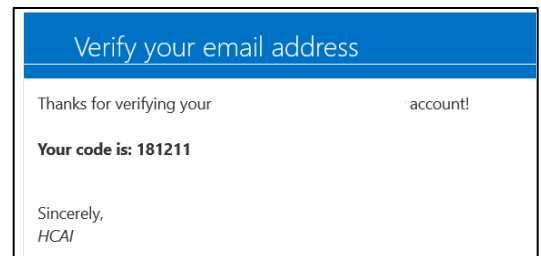 Verify your email address
Thanks for verifying your account!
Your code is: 181211
Sincerely,
HCAI